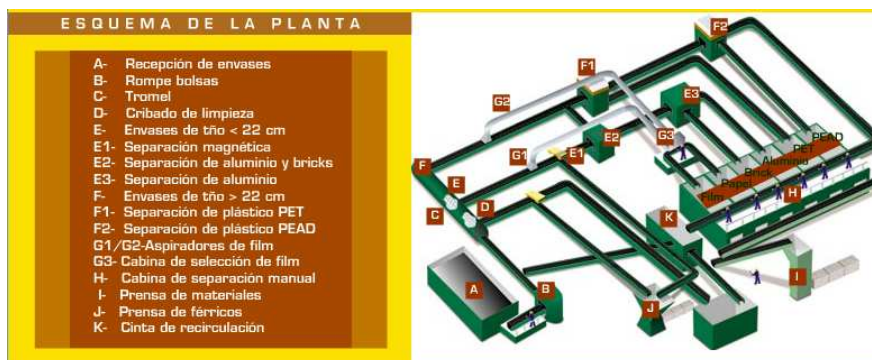 ESQUEMA DE LA PLANTA
A- Recepción de envases
B- Rompe bolsas
C- Tromel
D- Cribado de limpieza
E- Envases de tño < 22 cm
E1- Separación magnética
E2- Separación de aluminio y bricks
E3- Separación de aluminio
F- Envases de tño > 22 cm
F1- Separación de plástico PET
F2- Separación de plástico PEAD
G1/G2-Aspiradores de film
G3- Cabina de selección de film
H- Cabina de separación manual
I- Prensa de materiales
J- Prensa de férricos
K- Cinta de recirculación
F2
F1
E3
G2
G3
E2
E1
G1
F
E
C
D
PEAD
PET
Aluminio
Brick
Papel
Film
H
K
I
A
B
J